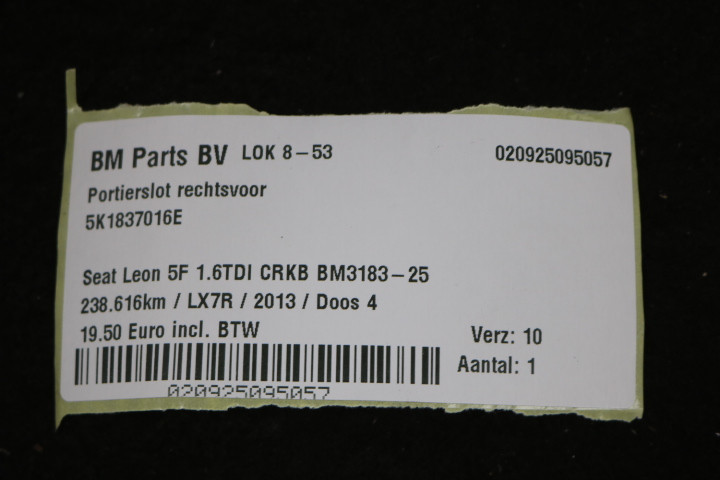 BM Parts BV LOK 8-53 020925095057
Portierslot rechtsvoor
5K1837016E
Seat Leon 5F 1.6TDI CRKB BM3183-25
238.616km / LX7R / 2013 / Doos 4
19.50 Euro incl. BTW
Verz: 10
Aantal: 1
020925095057